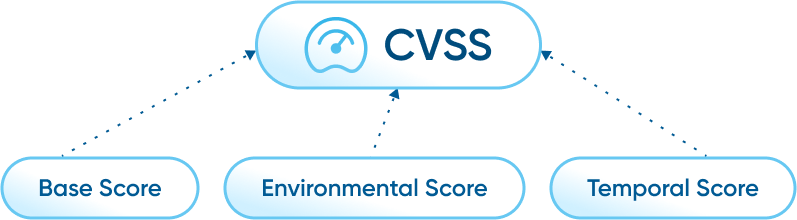 CVSS
Base Score
Environmental Score
Temporal Score